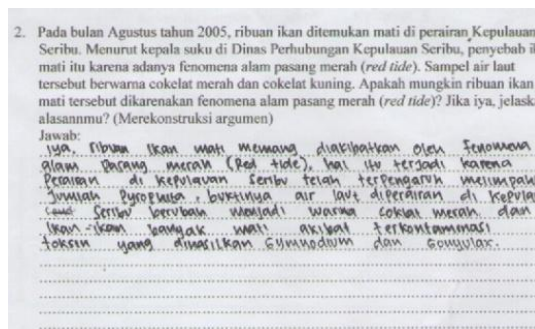 2. Pada bulan Agustus tahun 2005, ribuan ikan ditemukan mati di perairan Kepulauan
Seribu. Menurut kepala suku di Dinas Perhubungan Kepulauan Seribu, penyebab i
mati itu karena adanya fenomena alam pasang merah (red tide). Sampel air laut
tersebut berwarna cokelat merah dan cokelat kuning. Apakah mungkin ribuan ikan
mati tersebut dikarenakan fenomena alam pasang merah (red tide)? Jika iya, jelask
alasannmu? (Merekonstruksi argumen)
Jawab:
Iya, ribuan ikan mati memang diakibatkan oleh fenomena
alam Pasang merah (Red tide), hal itu terjadi karena
Perairan di Kepulauan Seribu telah terpengaruh melimpah
Jumlah Pyrophyta, buktinya air laut diperairan di Kepula
Seribu berubah menjadi warna coklat merah. dan
Ikan-ikan banyak mati akibat terkontaminasi
toksin yang dihasilkan Gymnodium dan Gonyulax.